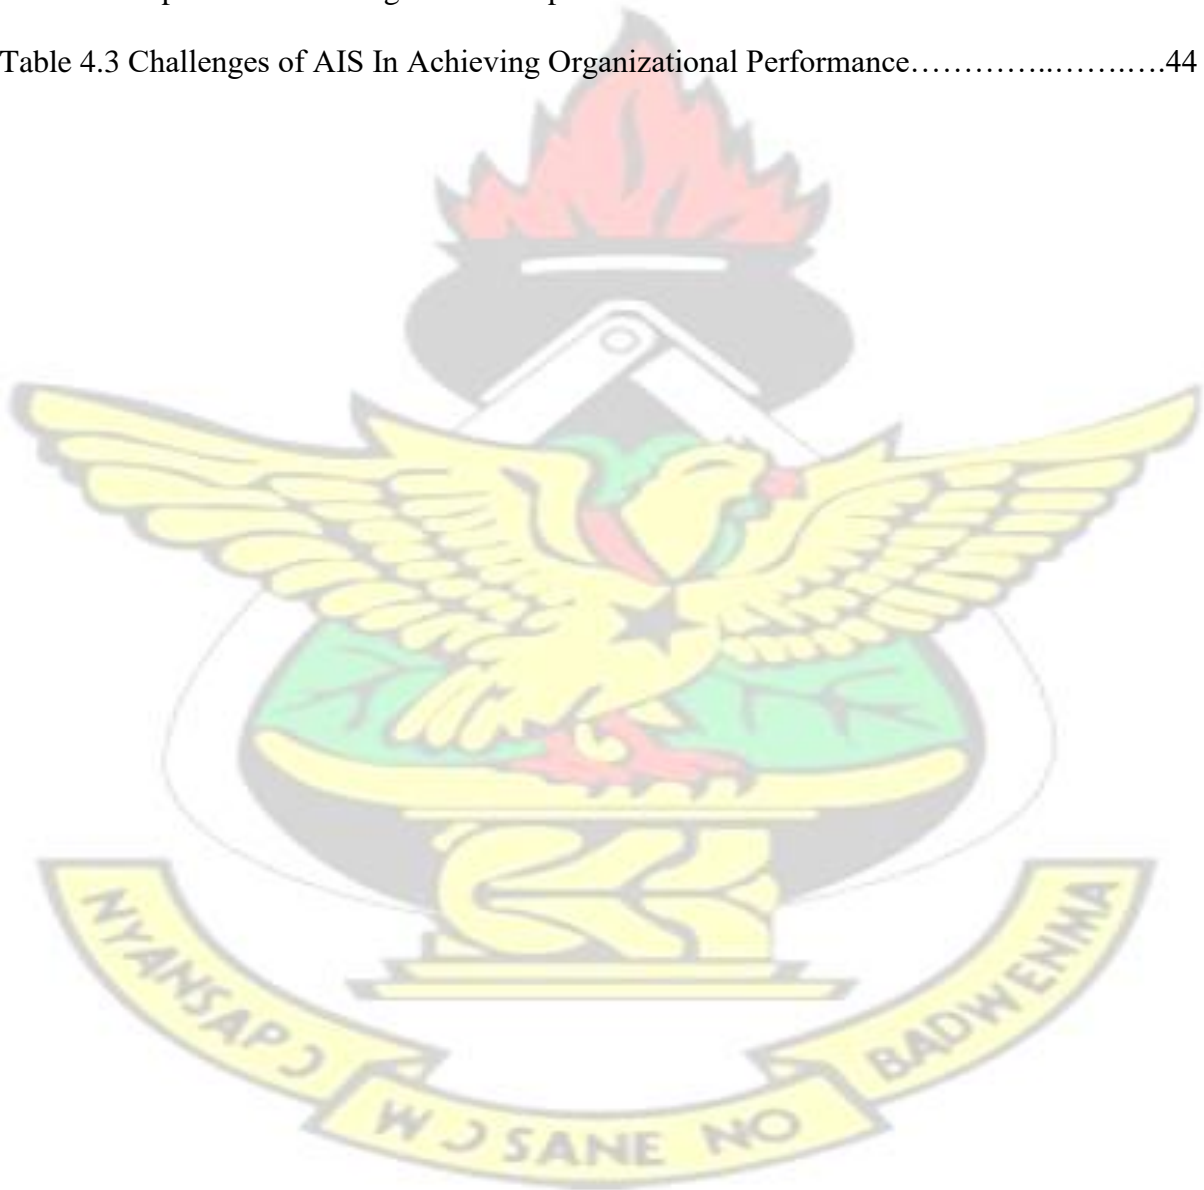 Table 4.3 Challenges of AIS In Achieving Organizational Performance…………..…….….44
NYANSAPƆ
WƆSANE NO
BADWENMA